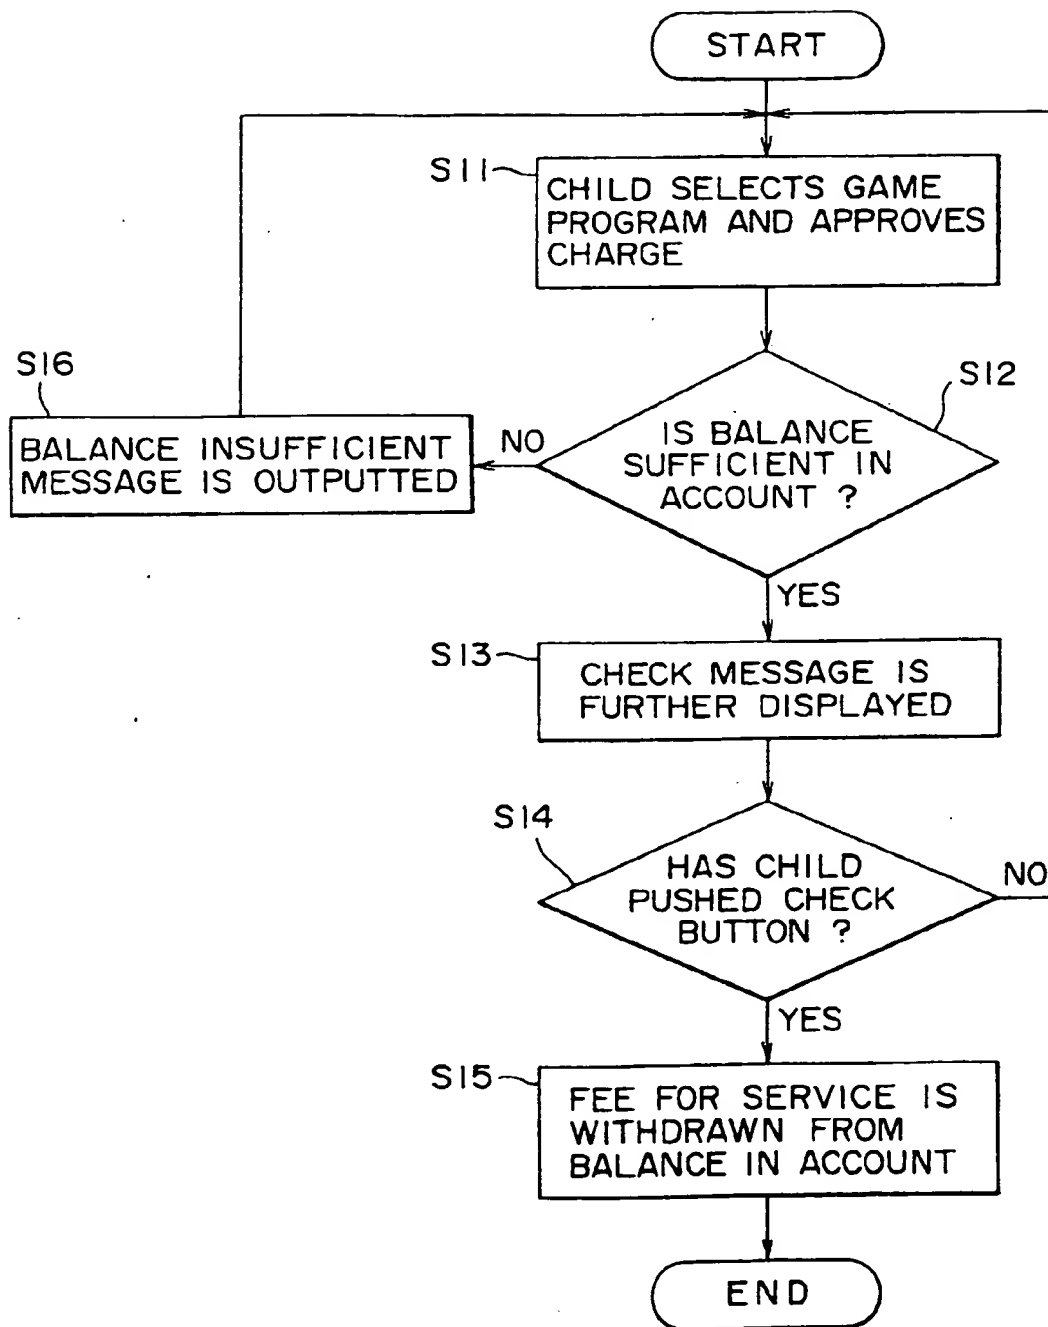 START
S11
CHILD SELECTS GAME
PROGRAM AND APPROVES
CHARGE
S16
BALANCE INSUFFICIENT
MESSAGE IS OUTPUTTED
NO
S12
IS BALANCE
SUFFICIENT IN
ACCOUNT ?
YES
S13
CHECK MESSAGE IS
FURTHER DISPLAYED
S14
HAS CHILD
PUSHED CHECK
BUTTON ?
NO
YES
S15
FEE FOR SERVICE IS
WITHDRAWN FROM
BALANCE IN ACCOUNT
END